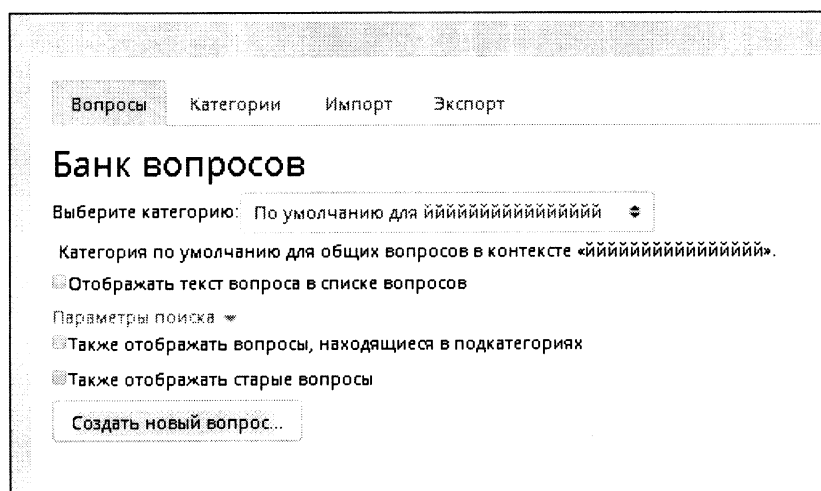 Вопросы Категории Импорт Экспорт
Банк вопросов
Выберите категорию: По умолчанию для йййййййййййййййй
Категория по умолчанию для общих вопросов в контексте «йййййййййййййййй».
Отображать текст вопроса в списке вопросов
Параметры поиска
Также отображать вопросы, находящиеся в подкатегориях
Также отображать старые вопросы
Создать новый вопрос...